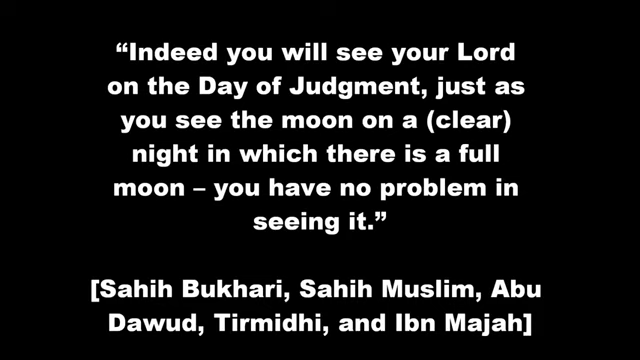 “Indeed you will see your Lord
on the Day of Judgment, just as
you see the moon on a (clear)
night in which there is a full
moon – you have no problem in
seeing it.”
[Sahih Bukhari, Sahih Muslim, Abu
Dawud, Tirmidhi, and Ibn Majah]